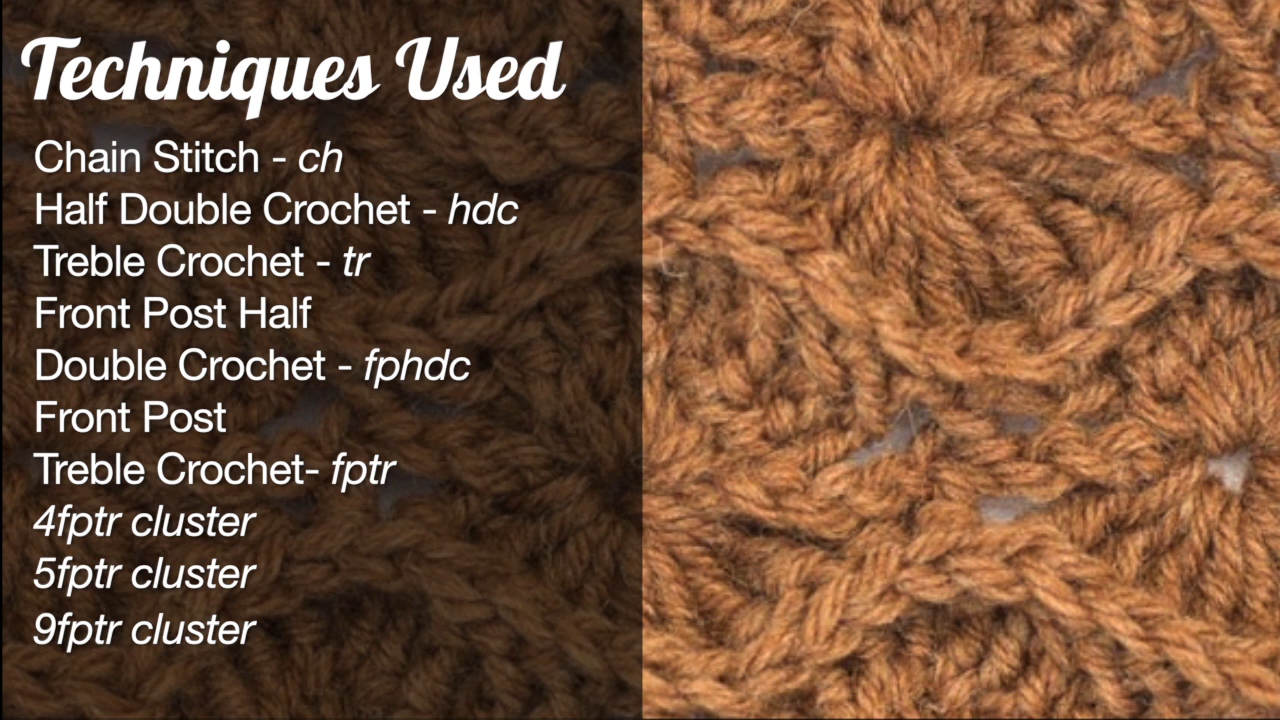 Techniques Used
Chain Stitch - ch
Half Double Crochet - hdc
Treble Crochet - tr
Front Post Half
Double Crochet - fphdc
Front Post
Treble Crochet- fptr
4fptr cluster
5fptr cluster
9fptr cluster